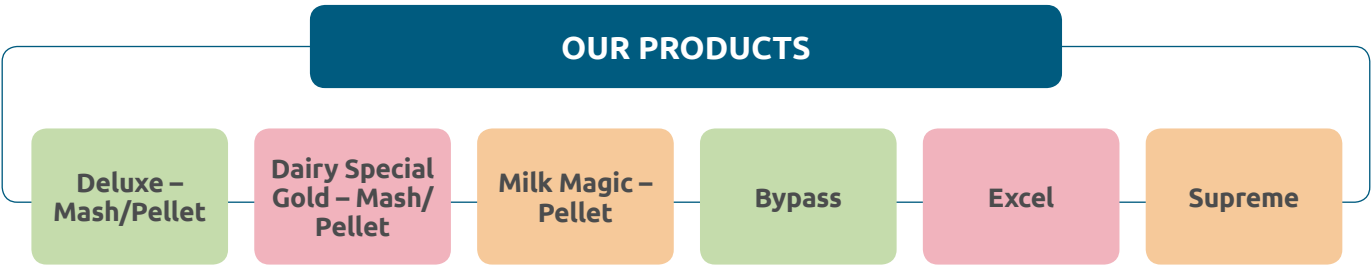 OUR PRODUCTS
Deluxe –
Mash/Pellet
Dairy Special
Gold – Mash/
Pellet
Milk Magic –
Pellet
Bypass
Excel
Supreme